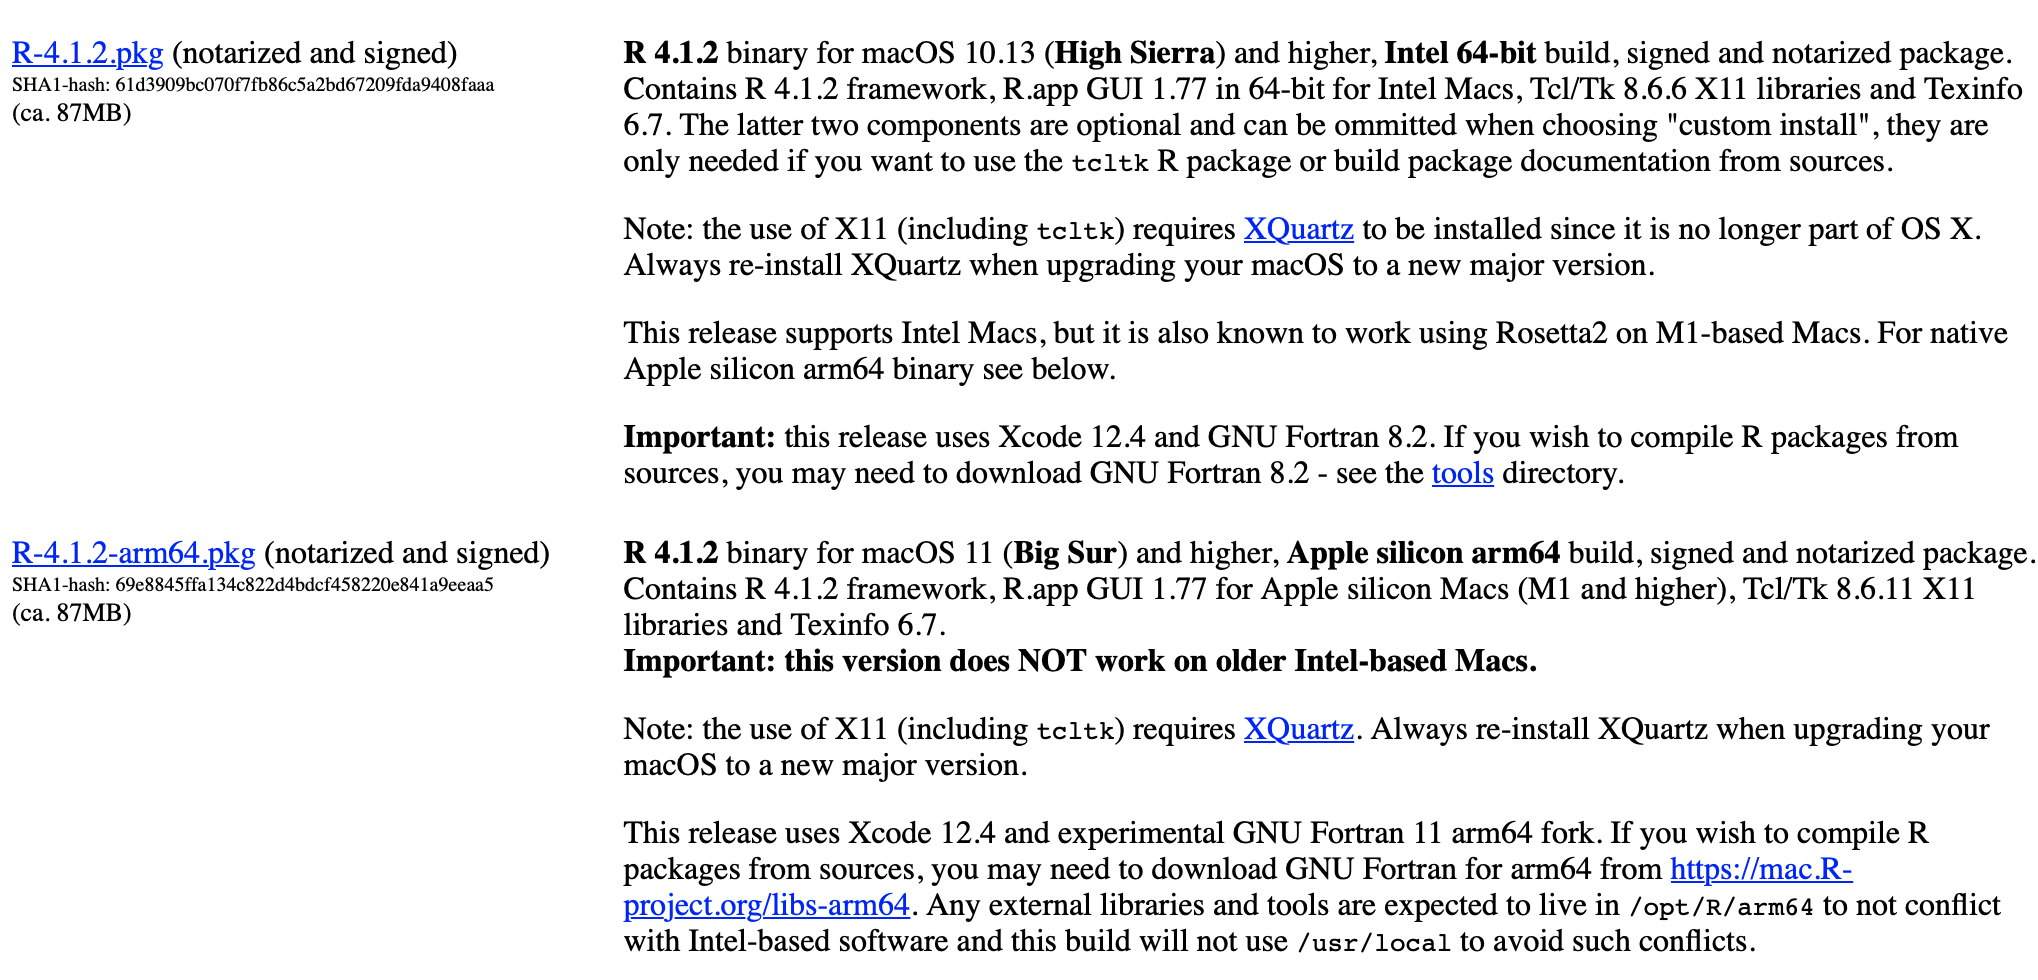 R-4.1.2.pkg (notarized and signed)
SHA1-hash: 61d3909bc070f7fb86c5a2bd67209fda9408faaa
(ca. 87MB)
R 4.1.2 binary for macOS 10.13 (High Sierra) and higher, Intel 64-bit build, signed and notarized package.
Contains R 4.1.2 framework, R.app GUI 1.77 in 64-bit for Intel Macs, Tcl/Tk 8.6.6 X11 libraries and Texinfo
6.7. The latter two components are optional and can be ommitted when choosing "custom install", they are
only needed if you want to use the tcltk R package or build package documentation from sources.
Note: the use of X11 (including tcltk) requires XQuartz to be installed since it is no longer part of OS X.
Always re-install XQuartz when upgrading your macOS to a new major version.
This release supports Intel Macs, but it is also known to work using Rosetta2 on M1-based Macs. For native
Apple silicon arm64 binary see below.
Important: this release uses Xcode 12.4 and GNU Fortran 8.2. If you wish to compile R packages from
sources, you may need to download GNU Fortran 8.2 - see the tools directory.
R-4.1.2-arm64.pkg (notarized and signed)
SHA1-hash: 69e8845ffa134c822d4bdcf458220e841a9eeaa5
(ca. 87MB)
R 4.1.2 binary for macOS 11 (Big Sur) and higher, Apple silicon arm64 build, signed and notarized package.
Contains R 4.1.2 framework, R.app GUI 1.77 for Apple silicon Macs (M1 and higher), Tcl/Tk 8.6.11 X11
libraries and Texinfo 6.7.
Important: this version does NOT work on older Intel-based Macs.
Note: the use of X11 (including tcltk) requires XQuartz. Always re-install XQuartz when upgrading your
macOS to a new major version.
This release uses Xcode 12.4 and experimental GNU Fortran 11 arm64 fork. If you wish to compile R
packages from sources, you may need to download GNU Fortran for arm64 from https://mac.R-
project.org/libs-arm64. Any external libraries and tools are expected to live in /opt/R/arm64 to not conflict
with Intel-based software and this build will not use /usr/local to avoid such conflicts.